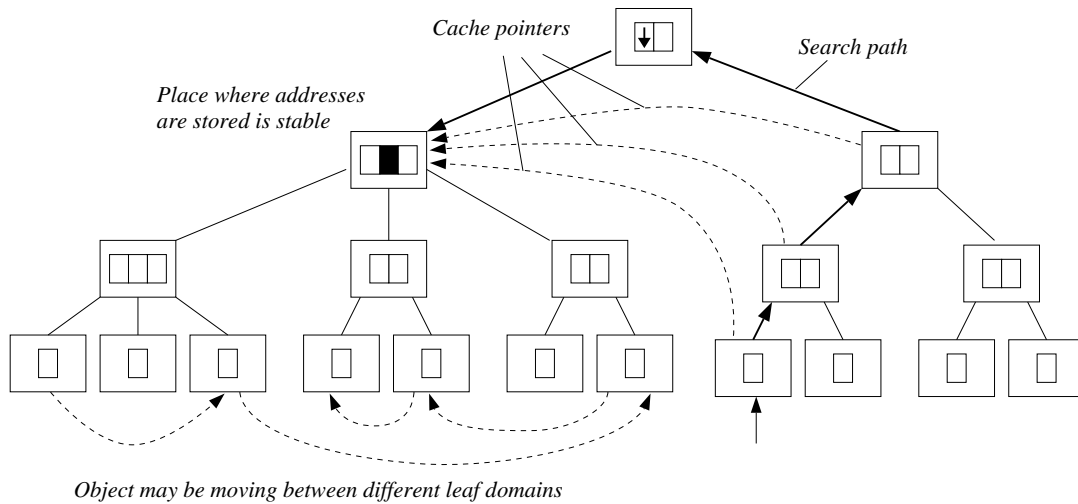 Cache pointers
Search path
Place where addresses
are stored is stable
Object may be moving between different leaf domains